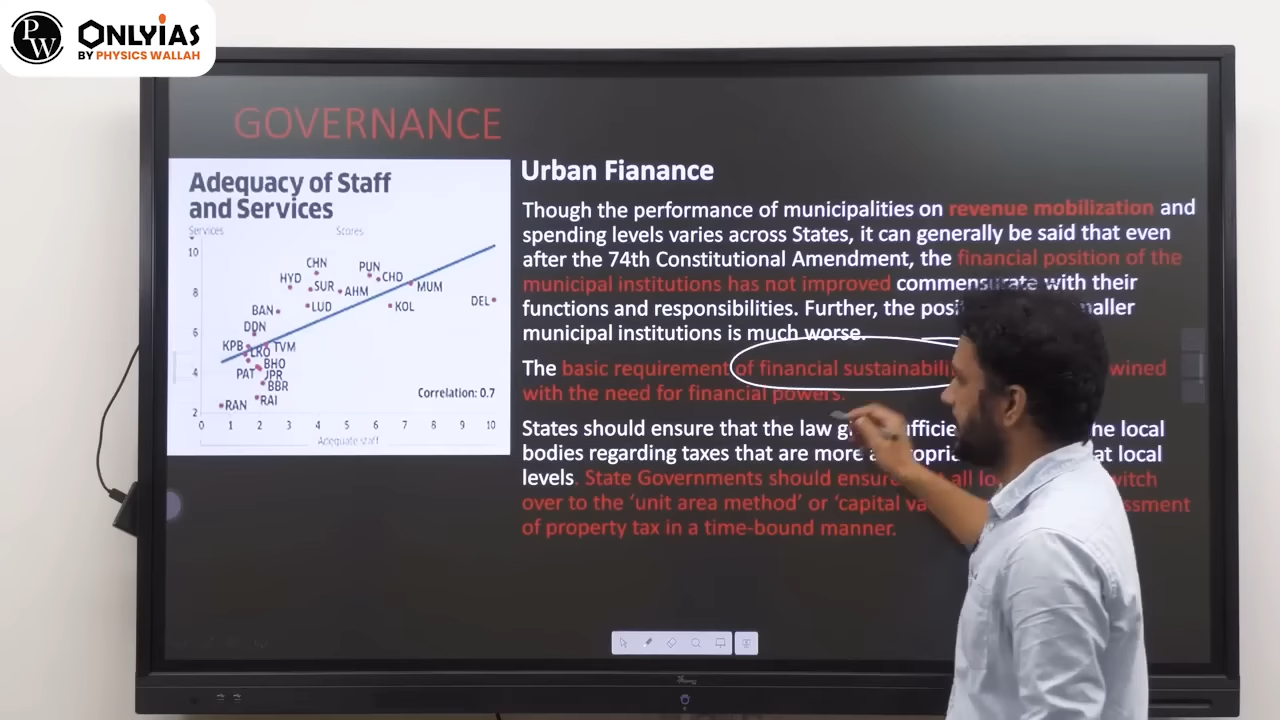 PW
ONLYIAS
BY PHYSICS WALLAH
GOVERNANCE
Adequacy of Staff
and Services
Services
Scores
10
8
6
4
2
0 1 2 3 4 5 6 7 8 9 10
Adequate staff
CHN
PUN
HYD
SUR
CHD
AHM
MUM
BAN
LUD
KOL
DEL
DDN
KPB
LKO
TVM
PAT
BHO
JPR
BBR
RAN
RAI
Correlation: 0.7
Urban Fianance
Though the performance of municipalities on revenue mobilization and
spending levels varies across States, it can generally be said that even
after the 74th Constitutional Amendment, the financial position of the
municipal institutions has not improved commensurate with their
functions and responsibilities. Further, the
municipal institutions is much worse.
The basic requirement of financial
with the need for financial powers.
States should ensure that the law local
bodies regarding taxes that are more at local
levels. State Governments should ensure all
over to the ‘unit area method’ or ‘capital
of property tax in a time-bound manner.